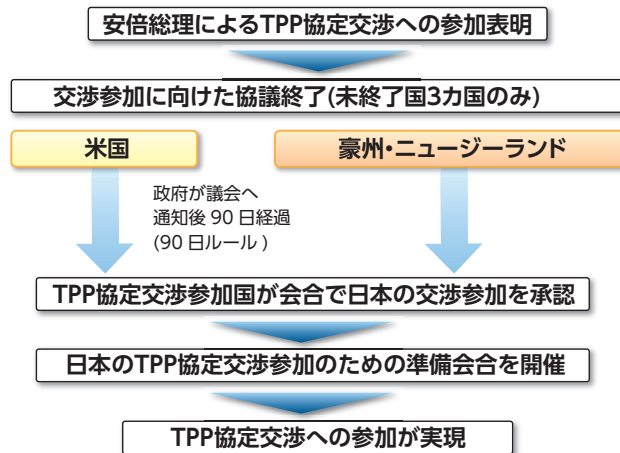 安倍総理によるTPP協定交渉への参加表明
交渉参加に向けた協議終了(未終了国3カ国のみ)
米国
豪州・ニュージーランド
政府が議会へ
通知後 90 日経過
(90 日ルール )
TPP協定交渉参加国が会合で日本の交渉参加を承認
日本のTPP協定交渉参加のための準備会合を開催
TPP協定交渉への参加が実現